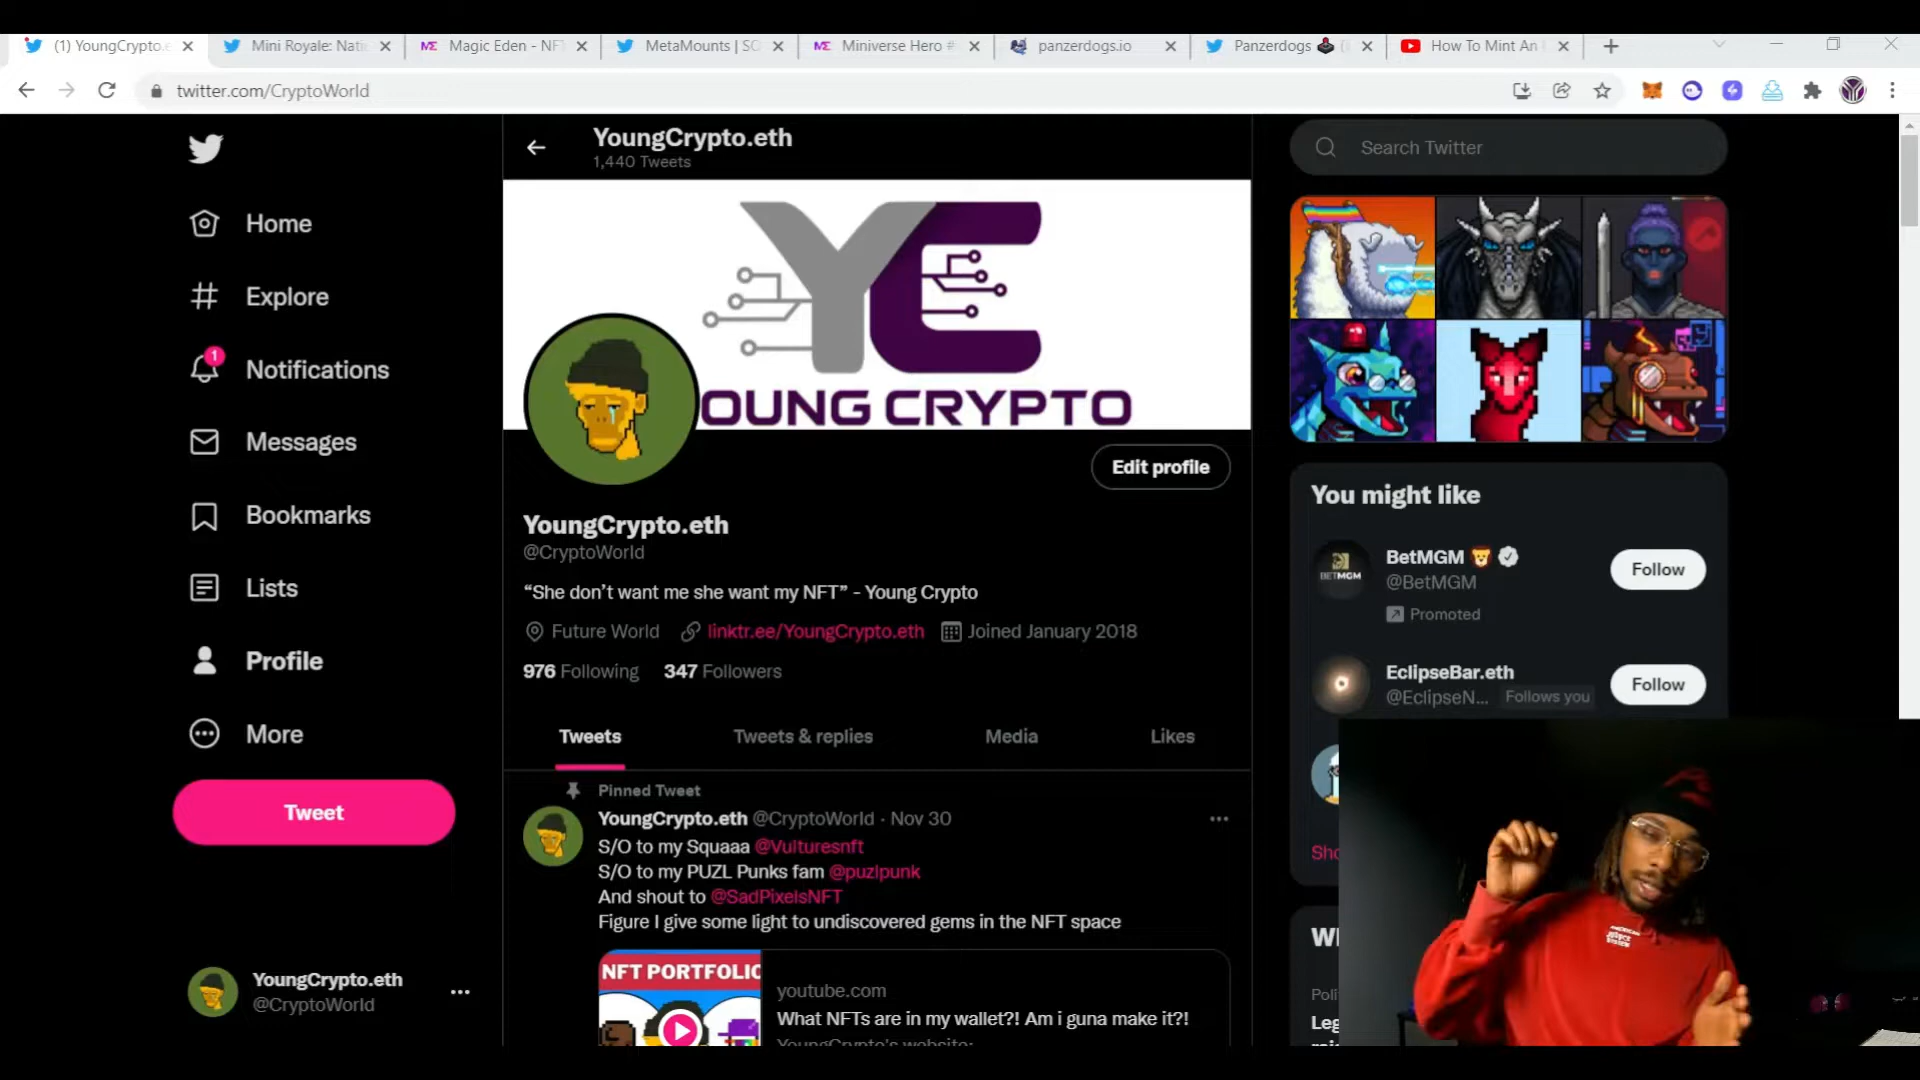 (1) YoungCrypto.e
Mini Royale: Nati
Magic Eden - NF
MetaMounts | SO
Miniverse Hero #
panzerdogs.io
Panzerdogs
How To Mint An
twitter.com/CryptoWorld
YoungCrypto.eth
1,440 Tweets
Search Twitter
Home
Explore
1
Notifications
Messages
Bookmarks
Lists
Profile
More
Tweet
YoungCrypto.eth
@CryptoWorld
YC
OUNG CRYPTO
Edit profile
YoungCrypto.eth
@CryptoWorld
“She don’t want me she want my NFT” - Young Crypto
Future World linktr.ee/YoungCrypto.eth Joined January 2018
976 Following 347 Followers
Tweets Tweets & replies Media Likes
Pinned Tweet
YoungCrypto.eth @CryptoWorld · Nov 30
S/O to my Squaaa @Vulturesnft
S/O to my PUZL Punks fam @puzlpunk
And shout to @SadPixelsNFT
Figure I give some light to undiscovered gems in the NFT space
NFT PORTFOLIO
youtube.com
What NFTs are in my wallet?! Am i guna make it?!
YoungCrypto's website:
You might like
BetMGM
BETMGM
@BetMGM
Promoted
Follow
EclipseBar.eth
@EclipseN... Follows you
Follow
Sho
Wh
Poli
Leg